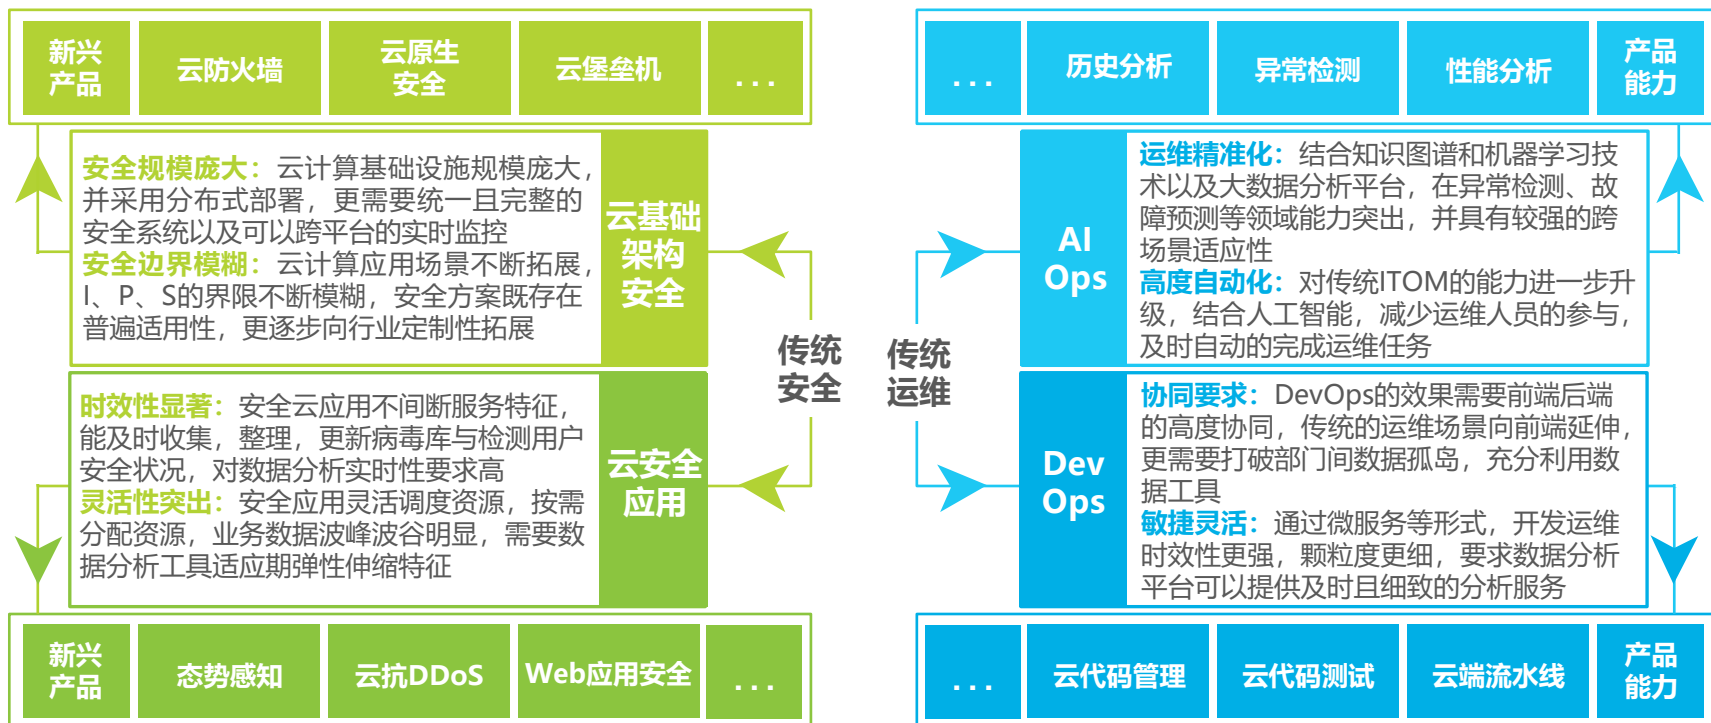 新兴
产品
云防火墙
云原生
安全
云堡垒机
...
安全规模庞大：云计算基础设施规模庞大，
并采用分布式部署，更需要统一且完整的
安全系统以及可以跨平台的实时监控
安全边界模糊：云计算应用场景不断拓展，
I、P、S的界限不断模糊，安全方案既存在
普遍适用性，更逐步向行业定制性拓展
云基础
架构
安全
时效性显著：安全云应用不间断服务特征，
能及时收集，整理，更新病毒库与检测用户
安全状况，对数据分析实时性要求高
灵活性突出：安全应用灵活调度资源，按需
分配资源，业务数据波峰波谷明显，需要数
据分析工具适应期弹性伸缩特征
云安全
应用
新兴
产品
态势感知
云抗DDoS
Web应用安全
...
传统
安全
传统
运维
...
历史分析
异常检测
性能分析
产品
能力
AI
Ops
运维精准化：结合知识图谱和机器学习技
术以及大数据分析平台，在异常检测、故
障预测等领域能力突出，并具有较强的跨
场景适应性
高度自动化：对传统ITOM的能力进一步升
级，结合人工智能，减少运维人员的参与，
及时自动的完成运维任务
Dev
Ops
协同要求：DevOps的效果需要前端后端
的高度协同，传统的运维场景向前端延伸，
更需要打破部门间数据孤岛，充分利用数
据工具
敏捷灵活：通过微服务等形式，开发运维
时效性更强，颗粒度更细，要求数据分析
平台可以提供及时且细致的分析服务
...
云代码管理
云代码测试
云端流水线
产品
能力